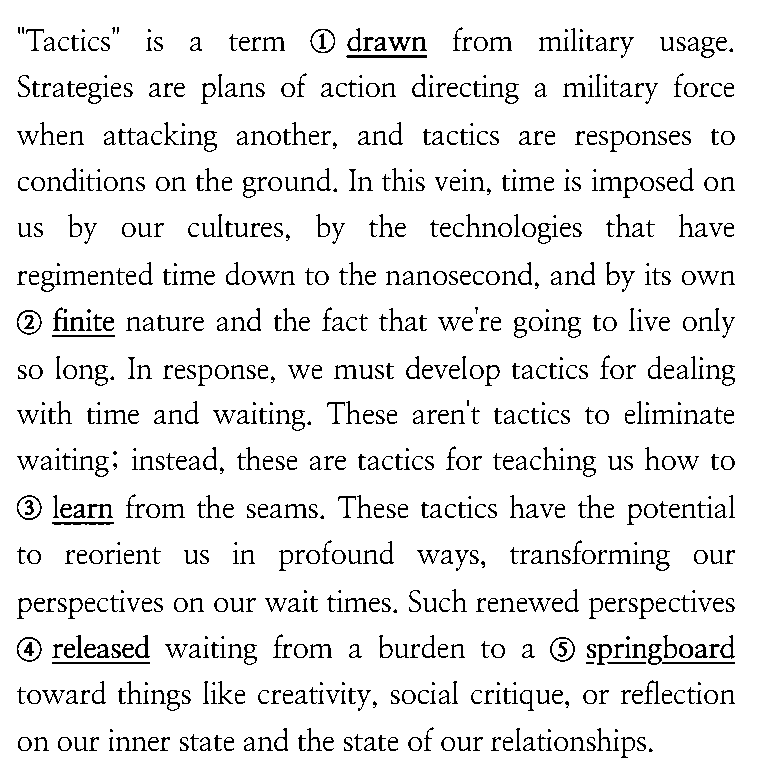 "Tactics" is a term ① drawn from military usage.
Strategies are plans of action directing a military force
when attacking another, and tactics are responses to
conditions on the ground. In this vein, time is imposed on
us by our cultures, by the technologies that have
regimented time down to the nanosecond, and by its own
② finite nature and the fact that we're going to live only
so long. In response, we must develop tactics for dealing
with time and waiting. These aren't tactics to eliminate
waiting; instead, these are tactics for teaching us how to
③ learn from the seams. These tactics have the potential
to reorient us in profound ways, transforming our
perspectives on our wait times. Such renewed perspectives
④ released waiting from a burden to a ⑤ springboard
toward things like creativity, social critique, or reflection
on our inner state and the state of our relationships.